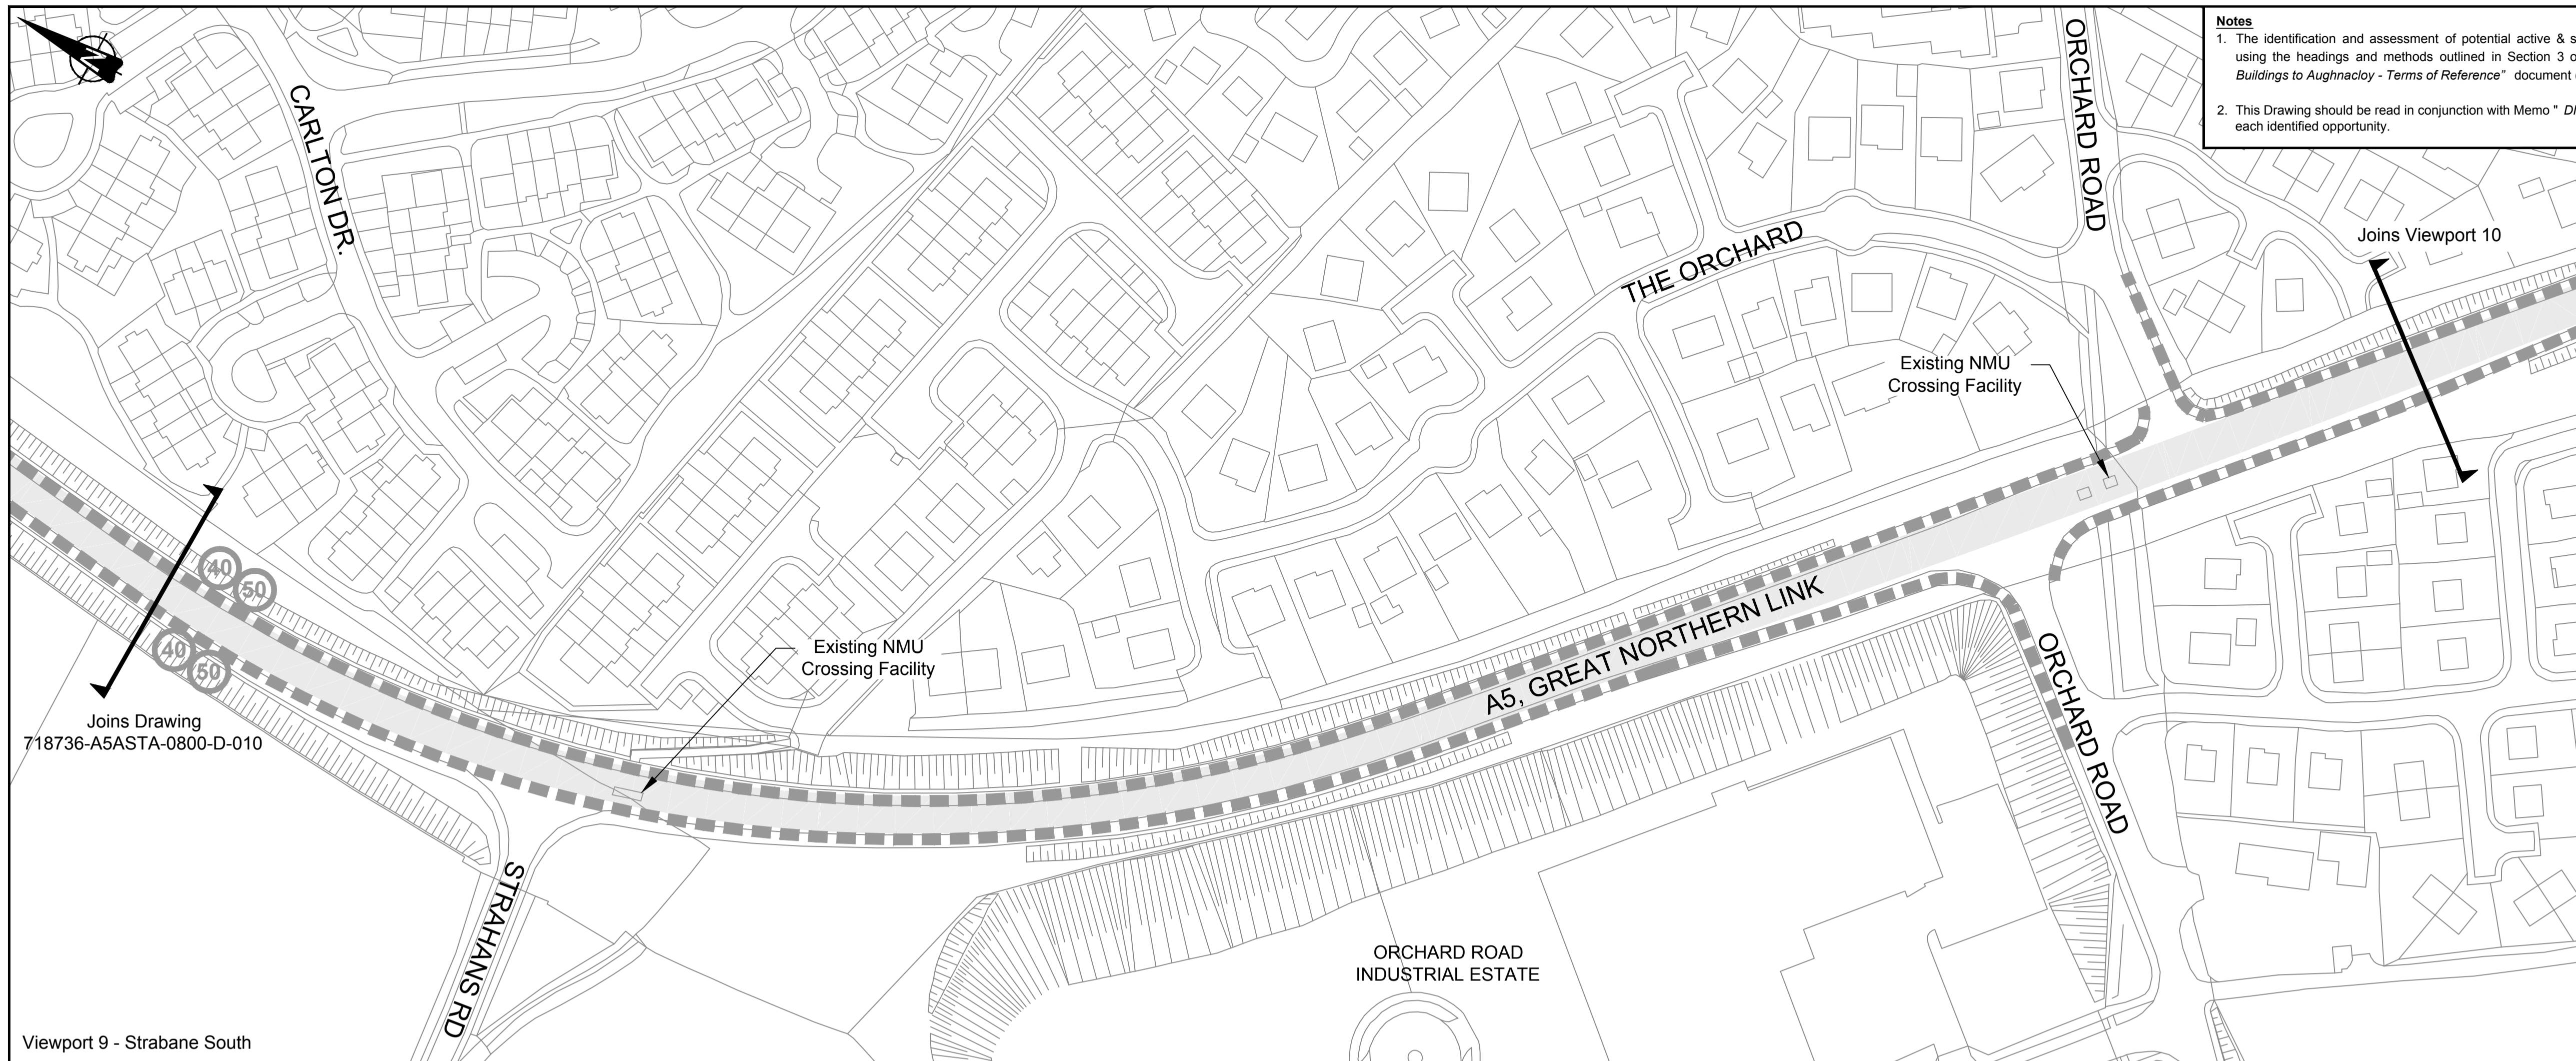 Notes
1. The identification and assessment of potential active & s
using the headings and methods outlined in Section 3 o
Buildings to Aughnacloy - Terms of Reference" document
2. This Drawing should be read in conjunction with Memo " DI
each identified opportunity.
CARLTON DR.
ORCHARD ROAD
THE ORCHARD
Joins Viewport 10
Existing NMU
Crossing Facility
40
50
40
50
Joins Drawing
718736-A5ASTA-0800-D-010
Existing NMU
Crossing Facility
A5, GREAT NORTHERN LINK
ORCHARD ROAD
STRAHANS RD
ORCHARD ROAD
INDUSTRIAL ESTATE
Viewport 9 - Strabane South
N